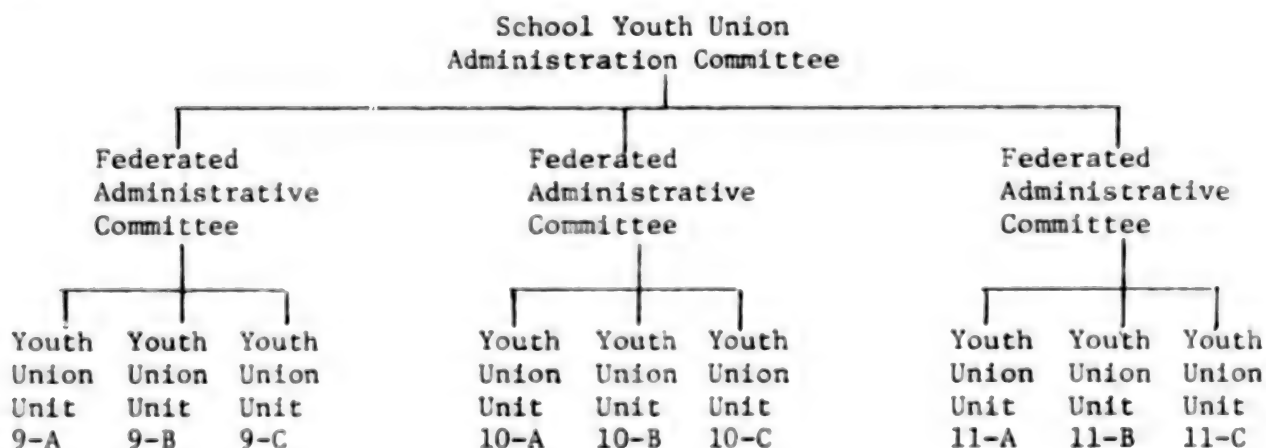 School Youth Union
Administration Committee
Federated
Administrative
Committee
Federated
Administrative
Committee
Federated
Administrative
Committee
Youth
Union
Unit
9-A
Youth
Union
Unit
9-B
Youth
Union
Unit
9-C
Youth
Union
Unit
10-A
Youth
Union
Unit
10-B
Youth
Union
Unit
10-C
Youth
Union
Unit
11-A
Youth
Union
Unit
11-B
Youth
Union
Unit
11-C